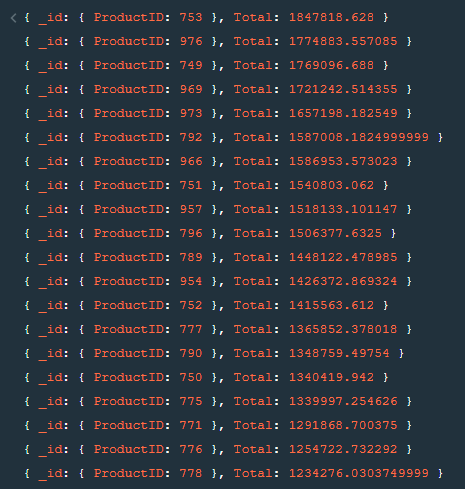 { _id: { ProductID: 753 }, Total: 1847818.628 }
{ _id: { ProductID: 976 }, Total: 1774883.557085 }
{ _id: { ProductID: 749 }, Total: 1769096.688 }
{ _id: { ProductID: 969 }, Total: 1721242.514355 }
{ _id: { ProductID: 973 }, Total: 1657198.182549 }
{ _id: { ProductID: 792 }, Total: 1587008.1824999999 }
{ _id: { ProductID: 966 }, Total: 1586953.573023 }
{ _id: { ProductID: 751 }, Total: 1540803.062 }
{ _id: { ProductID: 957 }, Total: 1518133.101147 }
{ _id: { ProductID: 796 }, Total: 1506377.6325 }
{ _id: { ProductID: 789 }, Total: 1448122.478985 }
{ _id: { ProductID: 954 }, Total: 1426372.869324 }
{ _id: { ProductID: 752 }, Total: 1415563.612 }
{ _id: { ProductID: 777 }, Total: 1365852.378018 }
{ _id: { ProductID: 790 }, Total: 1348759.49754 }
{ _id: { ProductID: 750 }, Total: 1340419.942 }
{ _id: { ProductID: 775 }, Total: 1339997.254626 }
{ _id: { ProductID: 771 }, Total: 1291868.700375 }
{ _id: { ProductID: 776 }, Total: 1254722.732292 }
{ _id: { ProductID: 778 }, Total: 1234276.0303749999 }